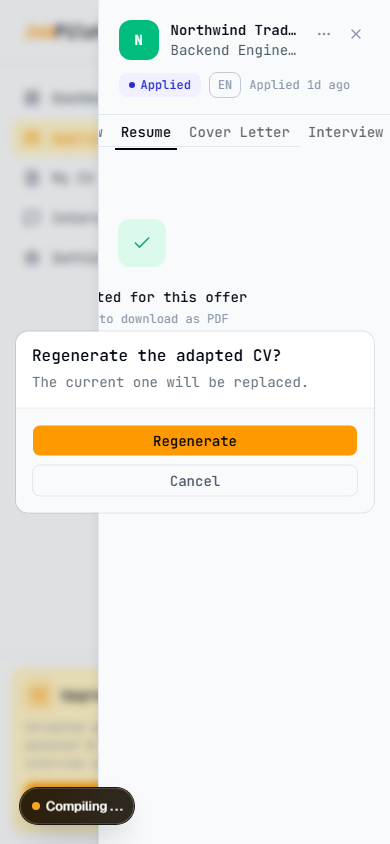 N
Northwind Trad…
Backend Engine…
Applied
EN
Applied 1d ago
Resume
Cover Letter
Interview
ted for this offer
to download as PDF
Regenerate the adapted CV?
The current one will be replaced.
Regenerate
Cancel
Compiling ...